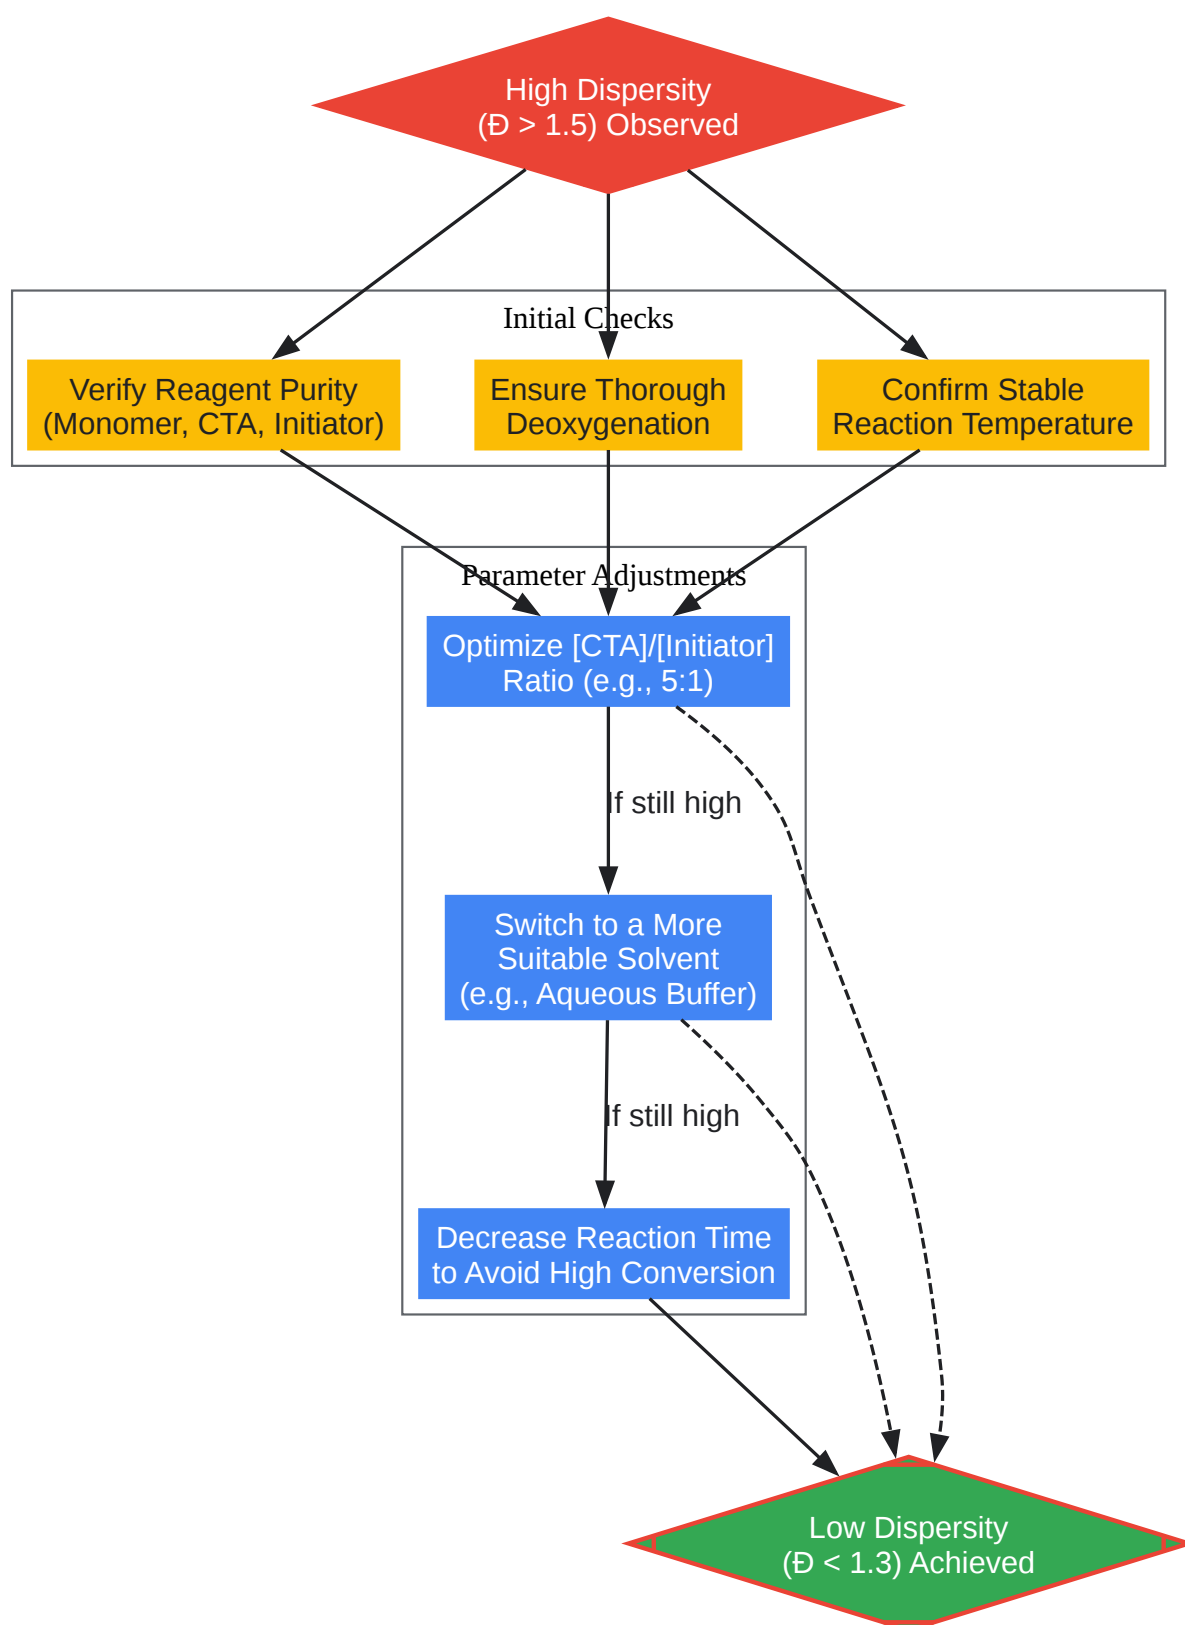 High Dispersity
(Đ > 1.5) Observed
Initial Checks
Verify Reagent Purity
(Monomer, CTA, Initiator)
Ensure Thorough
Deoxygenation
Confirm Stable
Reaction Temperature
Parameter Adjustments
Optimize [CTA]/[Initiator]
Ratio (e.g., 5:1)
If still high
Switch to a More
Suitable Solvent
(e.g., Aqueous Buffer)
If still high
Decrease Reaction Time
to Avoid High Conversion
Low Dispersity
(Đ < 1.3) Achieved